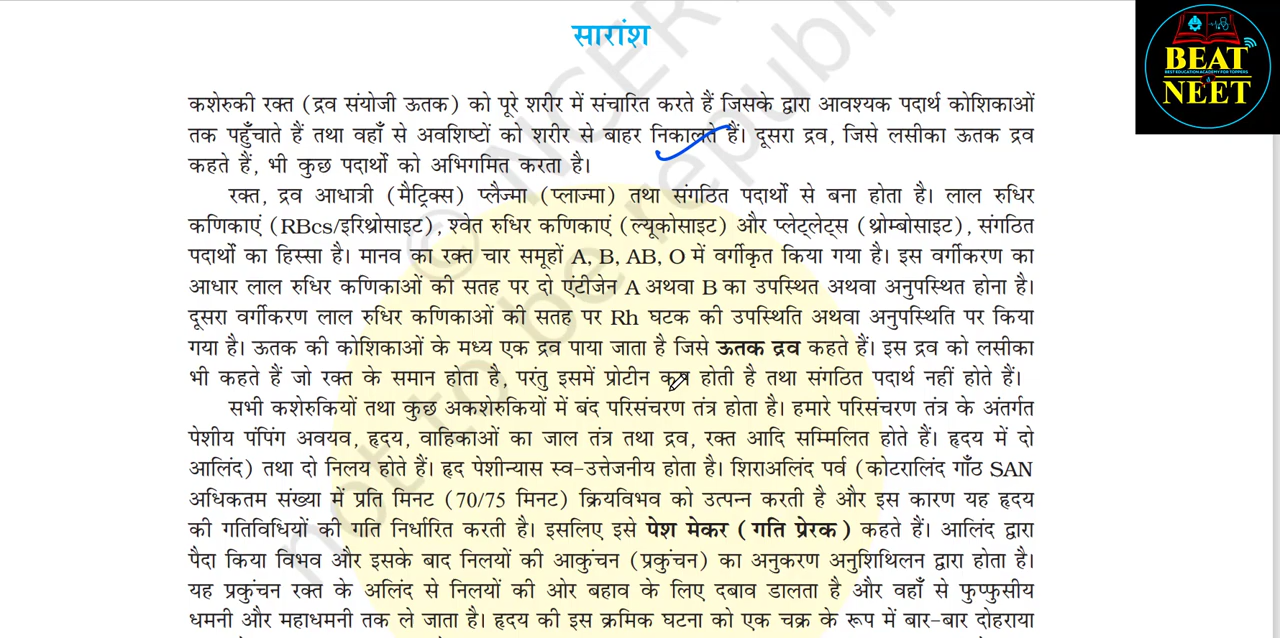 सारांश
BEAT
BEST EDUCATION ACADEMY FOR TOPPERS
NEET
कशेरुकी रक्त (द्रव संयोजी ऊतक) को पूरे शरीर में संचारित करते हैं जिसके द्वारा आवश्यक पदार्थ कोशिकाओं
तक पहुँचाते हैं तथा वहाँ से अवशिष्टों को शरीर से बाहर निकालते हैं। दूसरा द्रव, जिसे लसीका ऊतक द्रव
कहते हैं, भी कुछ पदार्थो को अभिगमित करता है।
रक्त, द्रव आधात्री (मैट्रिक्स) प्लैज्मा (प्लाज्मा) तथा संगठित पदार्थो से बना होता है। लाल रुधिर
कणिकाएं (RBcs/इरिथ्रोसाइट), श्वेत रुधिर कणिकाएं (ल्यूकोसाइट) और प्लेट्लेट्स (थ्रोम्बोसाइट), संगठित
पदार्थो का हिस्सा है। मानव का रक्त चार समूहों A, B, AB, O में वर्गीकृत किया गया है। इस वर्गीकरण का
आधार लाल रुधिर कणिकाओं की सतह पर दो एंटीजेन A अथवा B का उपस्थित अथवा अनुपस्थित होना है।
दूसरा वर्गीकरण लाल रुधिर कणिकाओं की सतह पर Rh घटक की उपस्थिति अथवा अनुपस्थिति पर किया
गया है। ऊतक की कोशिकाओं के मध्य एक द्रव पाया जाता है जिसे ऊतक द्रव कहते हैं। इस द्रव को लसीका
भी कहते हैं जो रक्त के समान होता है, परंतु इसमें प्रोटीन कम होती है तथा संगठित पदार्थ नहीं होते हैं।
सभी कशेरुकियों तथा कुछ अकशेरुकियों में बंद परिसंचरण तंत्र होता है। हमारे परिसंचरण तंत्र के अंतर्गत
पेशीय पंपिंग अवयव, हृदय, वाहिकाओं का जाल तंत्र तथा द्रव, रक्त आदि सम्मिलित होते हैं। हृदय में दो
आलिंद) तथा दो निलय होते हैं। हृद पेशीन्यास स्व-उत्तेजनीय होता है। शिराअलिंद पर्व (कोटरालिंद गाँठ SAN
अधिकतम संख्या में प्रति मिनट (70/75 मिनट) क्रियविभव को उत्पन्न करती है और इस कारण यह हृदय
की गतिविधियों की गति निर्धारित करती है। इसलिए इसे पेश मेकर (गति प्रेरक) कहते हैं। आलिंद द्वारा
पैदा किया विभव और इसके बाद निलयों की आकुंचन (प्रकुंचन) का अनुकरण अनुशिथिलन द्वारा होता है।
यह प्रकुंचन रक्त के अलिंद से निलयों की ओर बहाव के लिए दबाव डालता है और वहाँ से फुप्फुसीय
धमनी और महाधमनी तक ले जाता है। हृदय की इस क्रमिक घटना को एक चक्र के रूप में बार-बार दोहराया
© NCERT
not to be republi